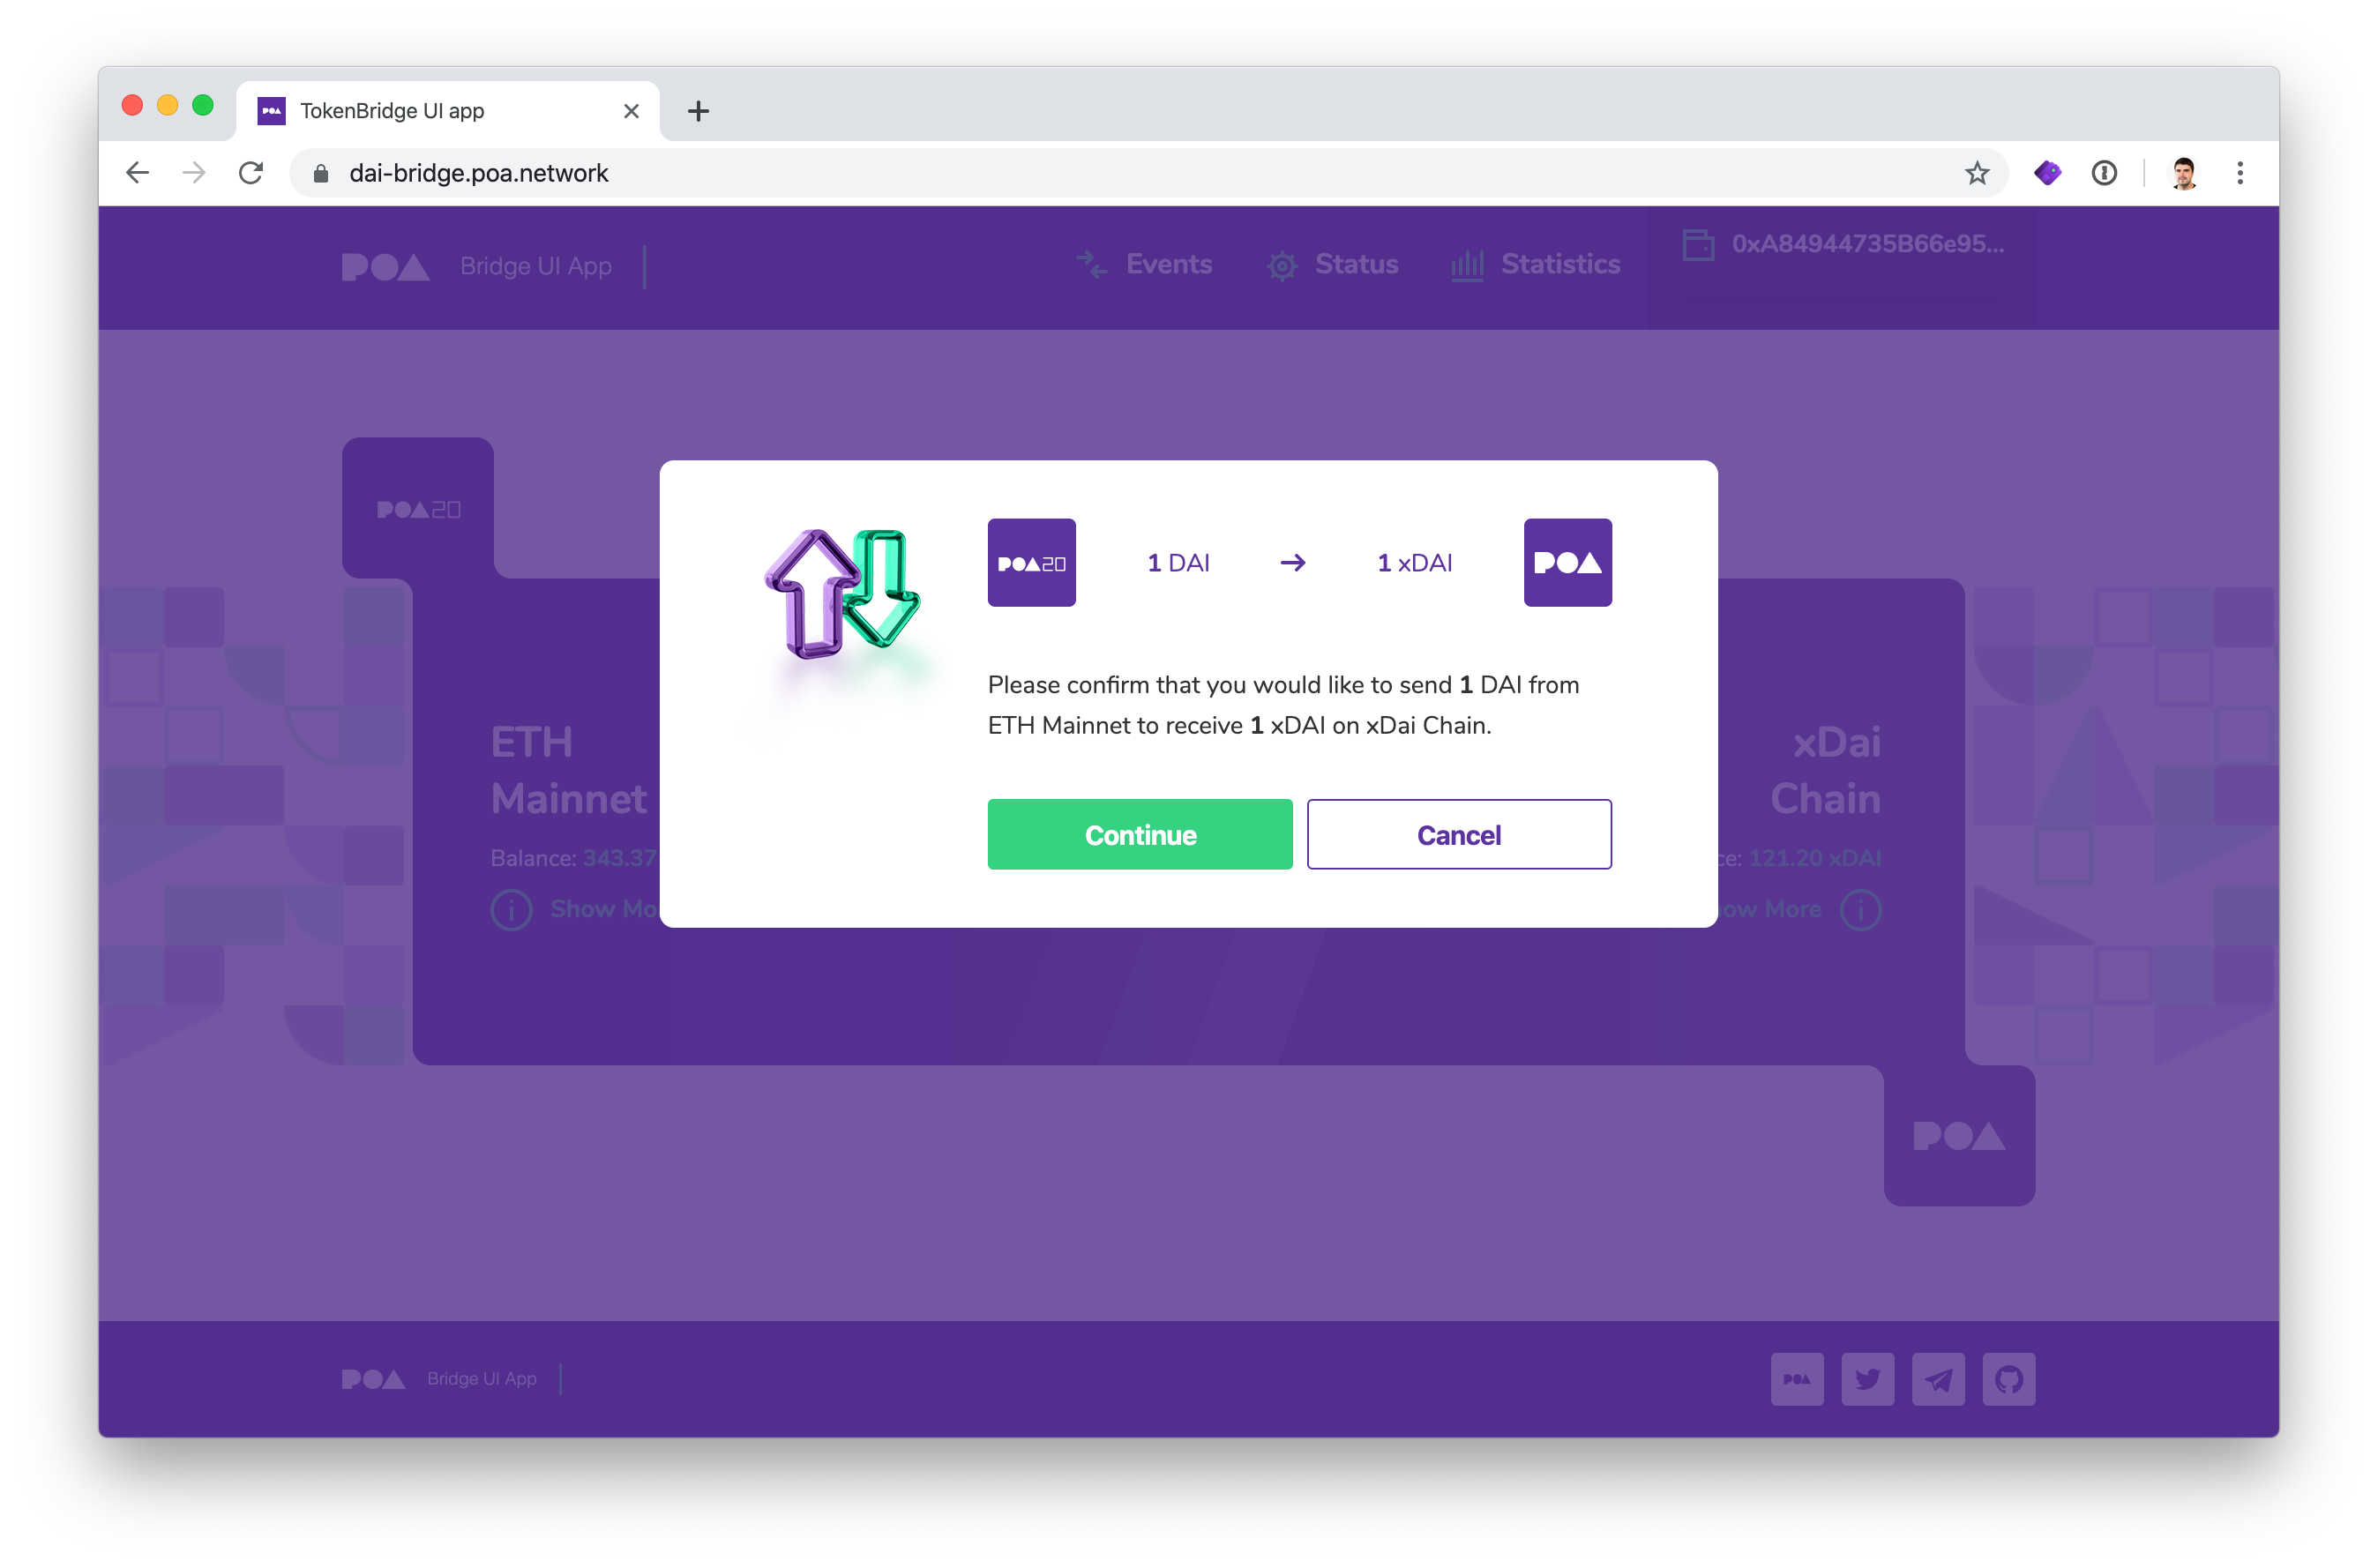 POA TokenBridge UI app
dai-bridge.poa.network
POA Bridge UI App
Events
Status
Statistics
0xA84944735B66e95...
POA20
POA20
1 DAI
→
1 xDAI
POA
Please confirm that you would like to send 1 DAI from
ETH Mainnet to receive 1 xDAI on xDai Chain.
Continue
Cancel
ETH
Mainnet
Balance: 343.37
Show Mo
xDai
Chain
ce: 121.20 xDAI
ow More
POA
POA Bridge UI App
POA